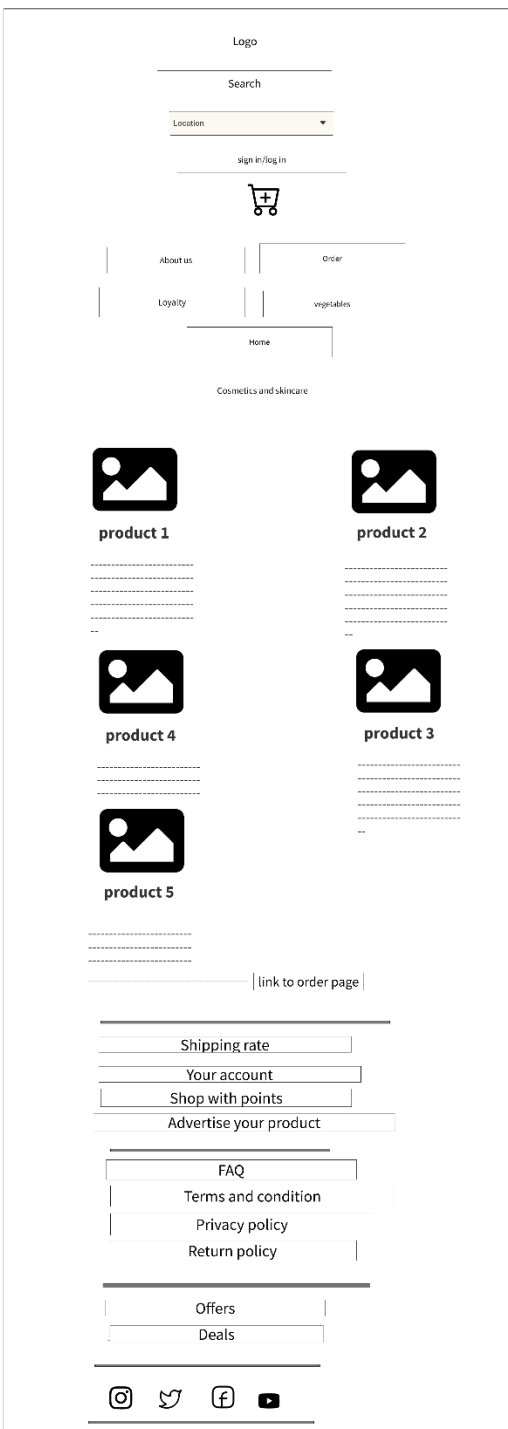 Logo
Search
Location
sign in/log in
About us
Order
Loyalty
vegetables
Home
Cosmetics and skincare
product 1
product 2
product 4
product 3
product 5
link to order page
Shipping rate
Your account
Shop with points
Advertise your product
FAQ
Terms and condition
Privacy policy
Return policy
Offers
Deals